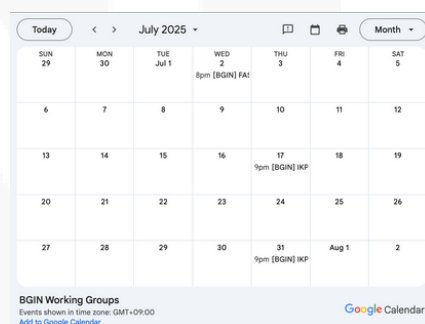 Today
July 2025
Month
SUN MON TUE WED THU FRI SAT
29 30 Jul 1 2 3 4 5
8pm [BGIN] FAS
6 7 8 9 10 11 12
13 14 15 16 17 18 19
9pm [BGIN] IKP
20 21 22 23 24 25 26
27 28 29 30 31 Aug 1 2
9pm [BGIN] IKP
BGIN Working Groups
Events shown in time zone: GMT+09:00
Add to Google Calendar
Google Calendar